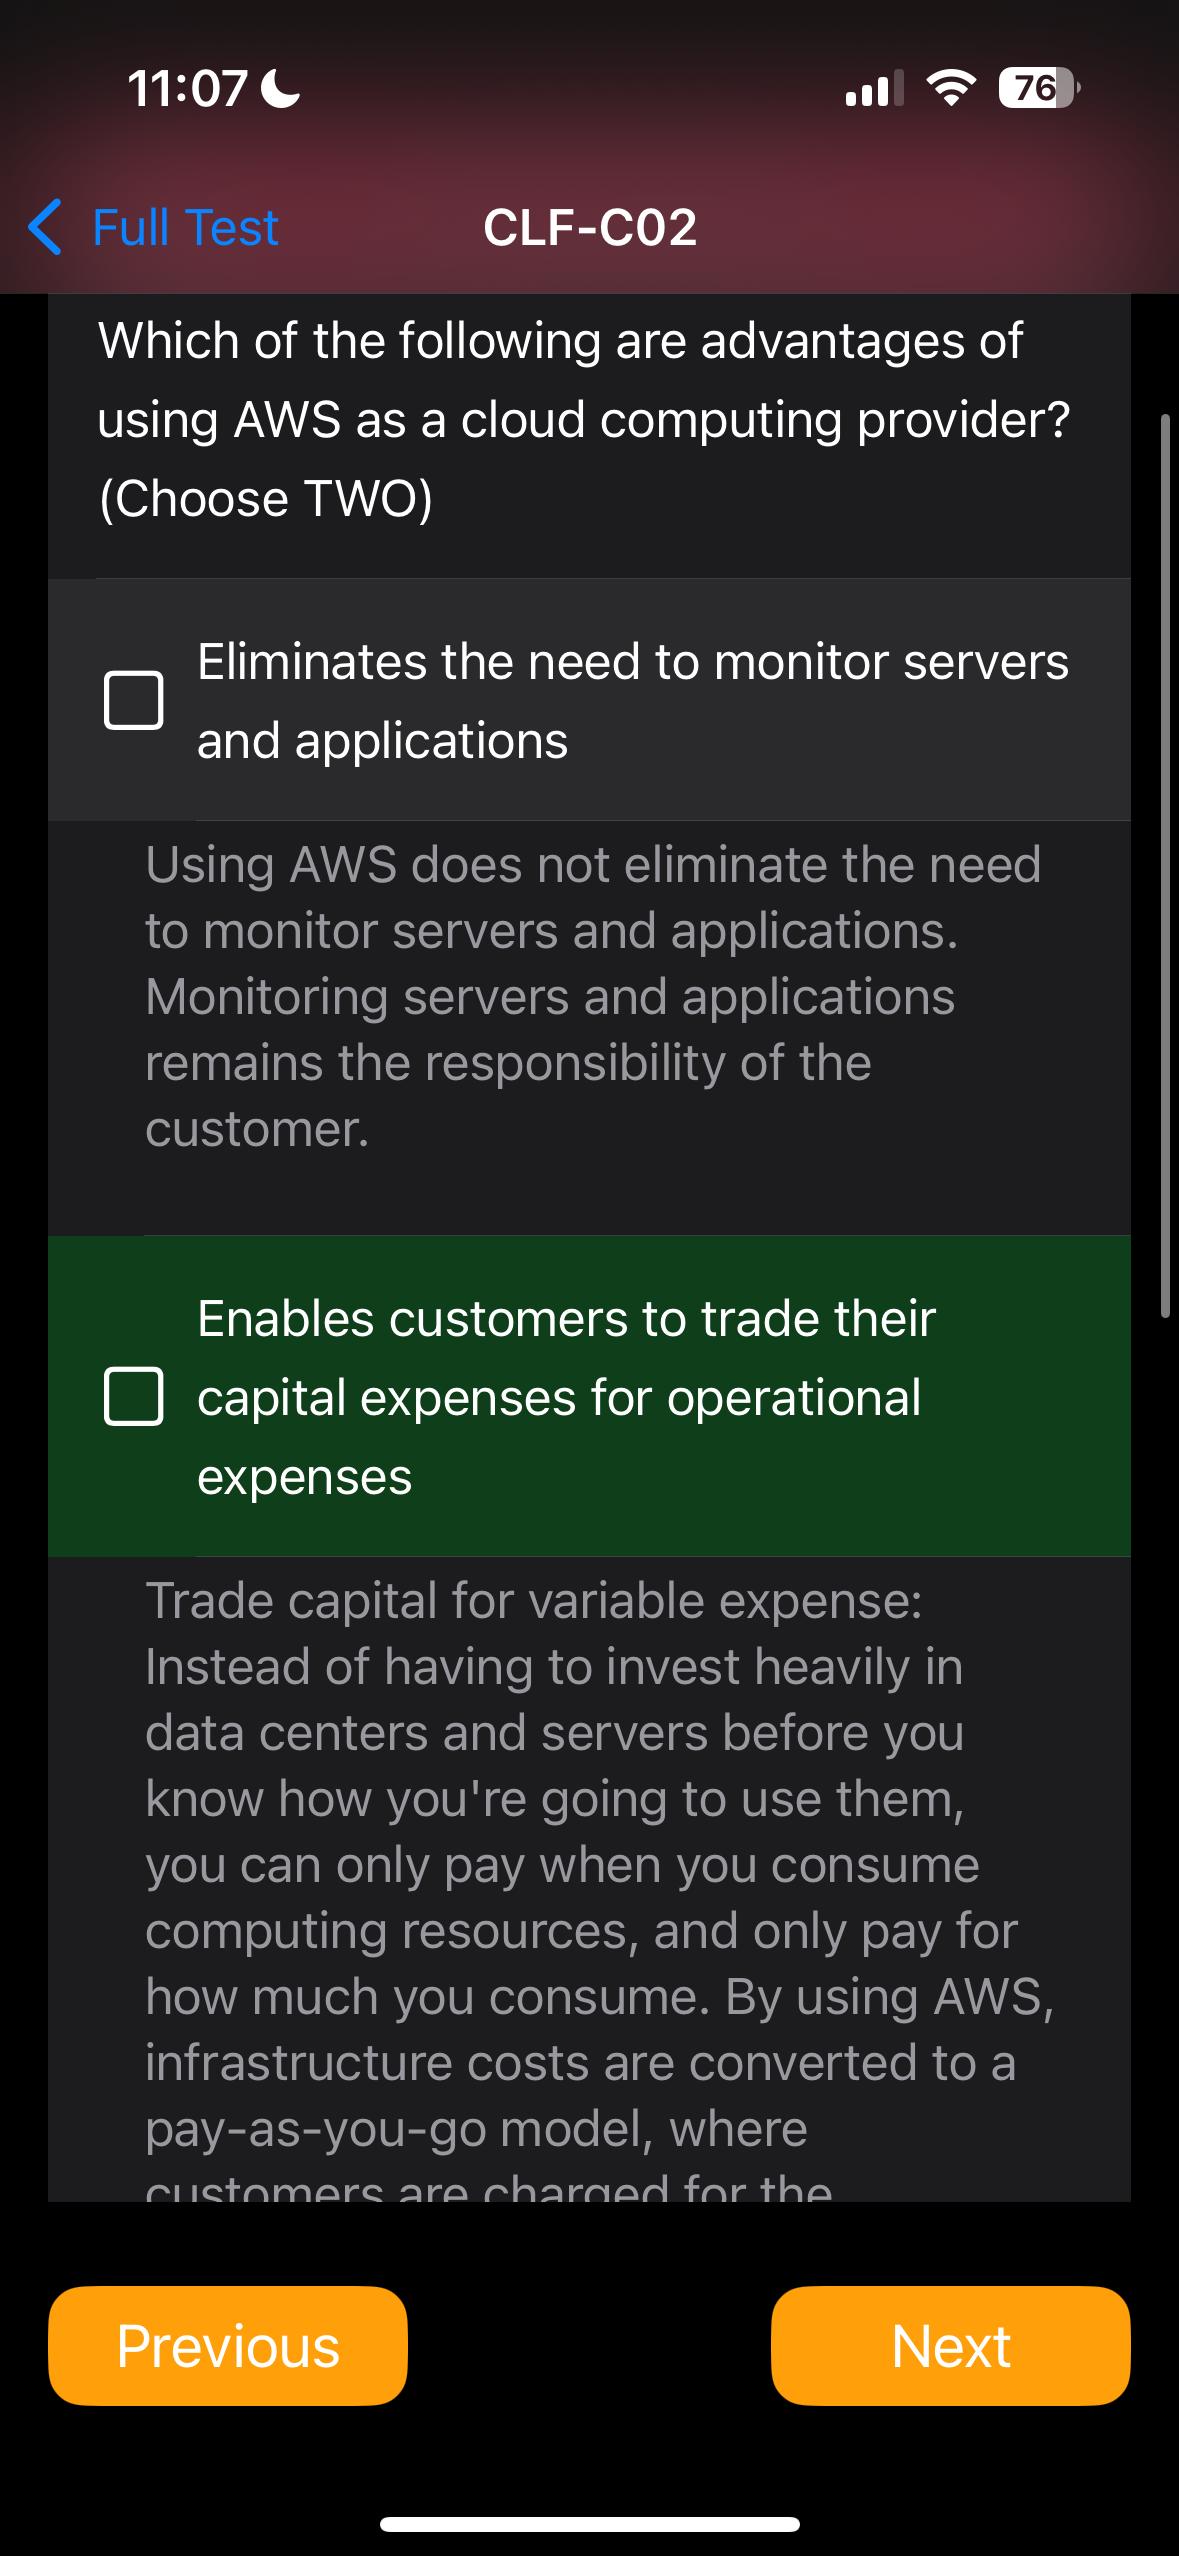 11:07
76
Full Test
CLF-C02
Which of the following are advantages of
using AWS as a cloud computing provider?
(Choose TWO)
Eliminates the need to monitor servers
and applications
Using AWS does not eliminate the need
to monitor servers and applications.
Monitoring servers and applications
remains the responsibility of the
customer.
Enables customers to trade their
capital expenses for operational
expenses
Trade capital for variable expense:
Instead of having to invest heavily in
data centers and servers before you
know how you're going to use them,
you can only pay when you consume
computing resources, and only pay for
how much you consume. By using AWS,
infrastructure costs are converted to a
pay-as-you-go model, where
customers are charged for the
Previous
Next